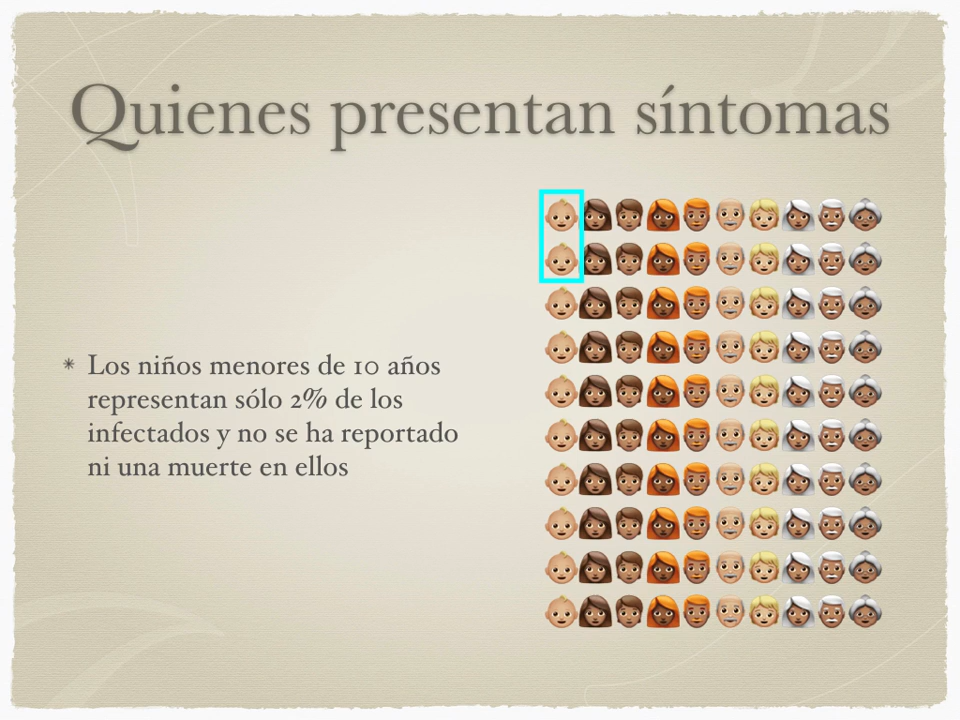 Quienes presentan síntomas
Los niños menores de 10 años
representan sólo 2% de los
infectados y no se ha reportado
ni una muerte en ellos